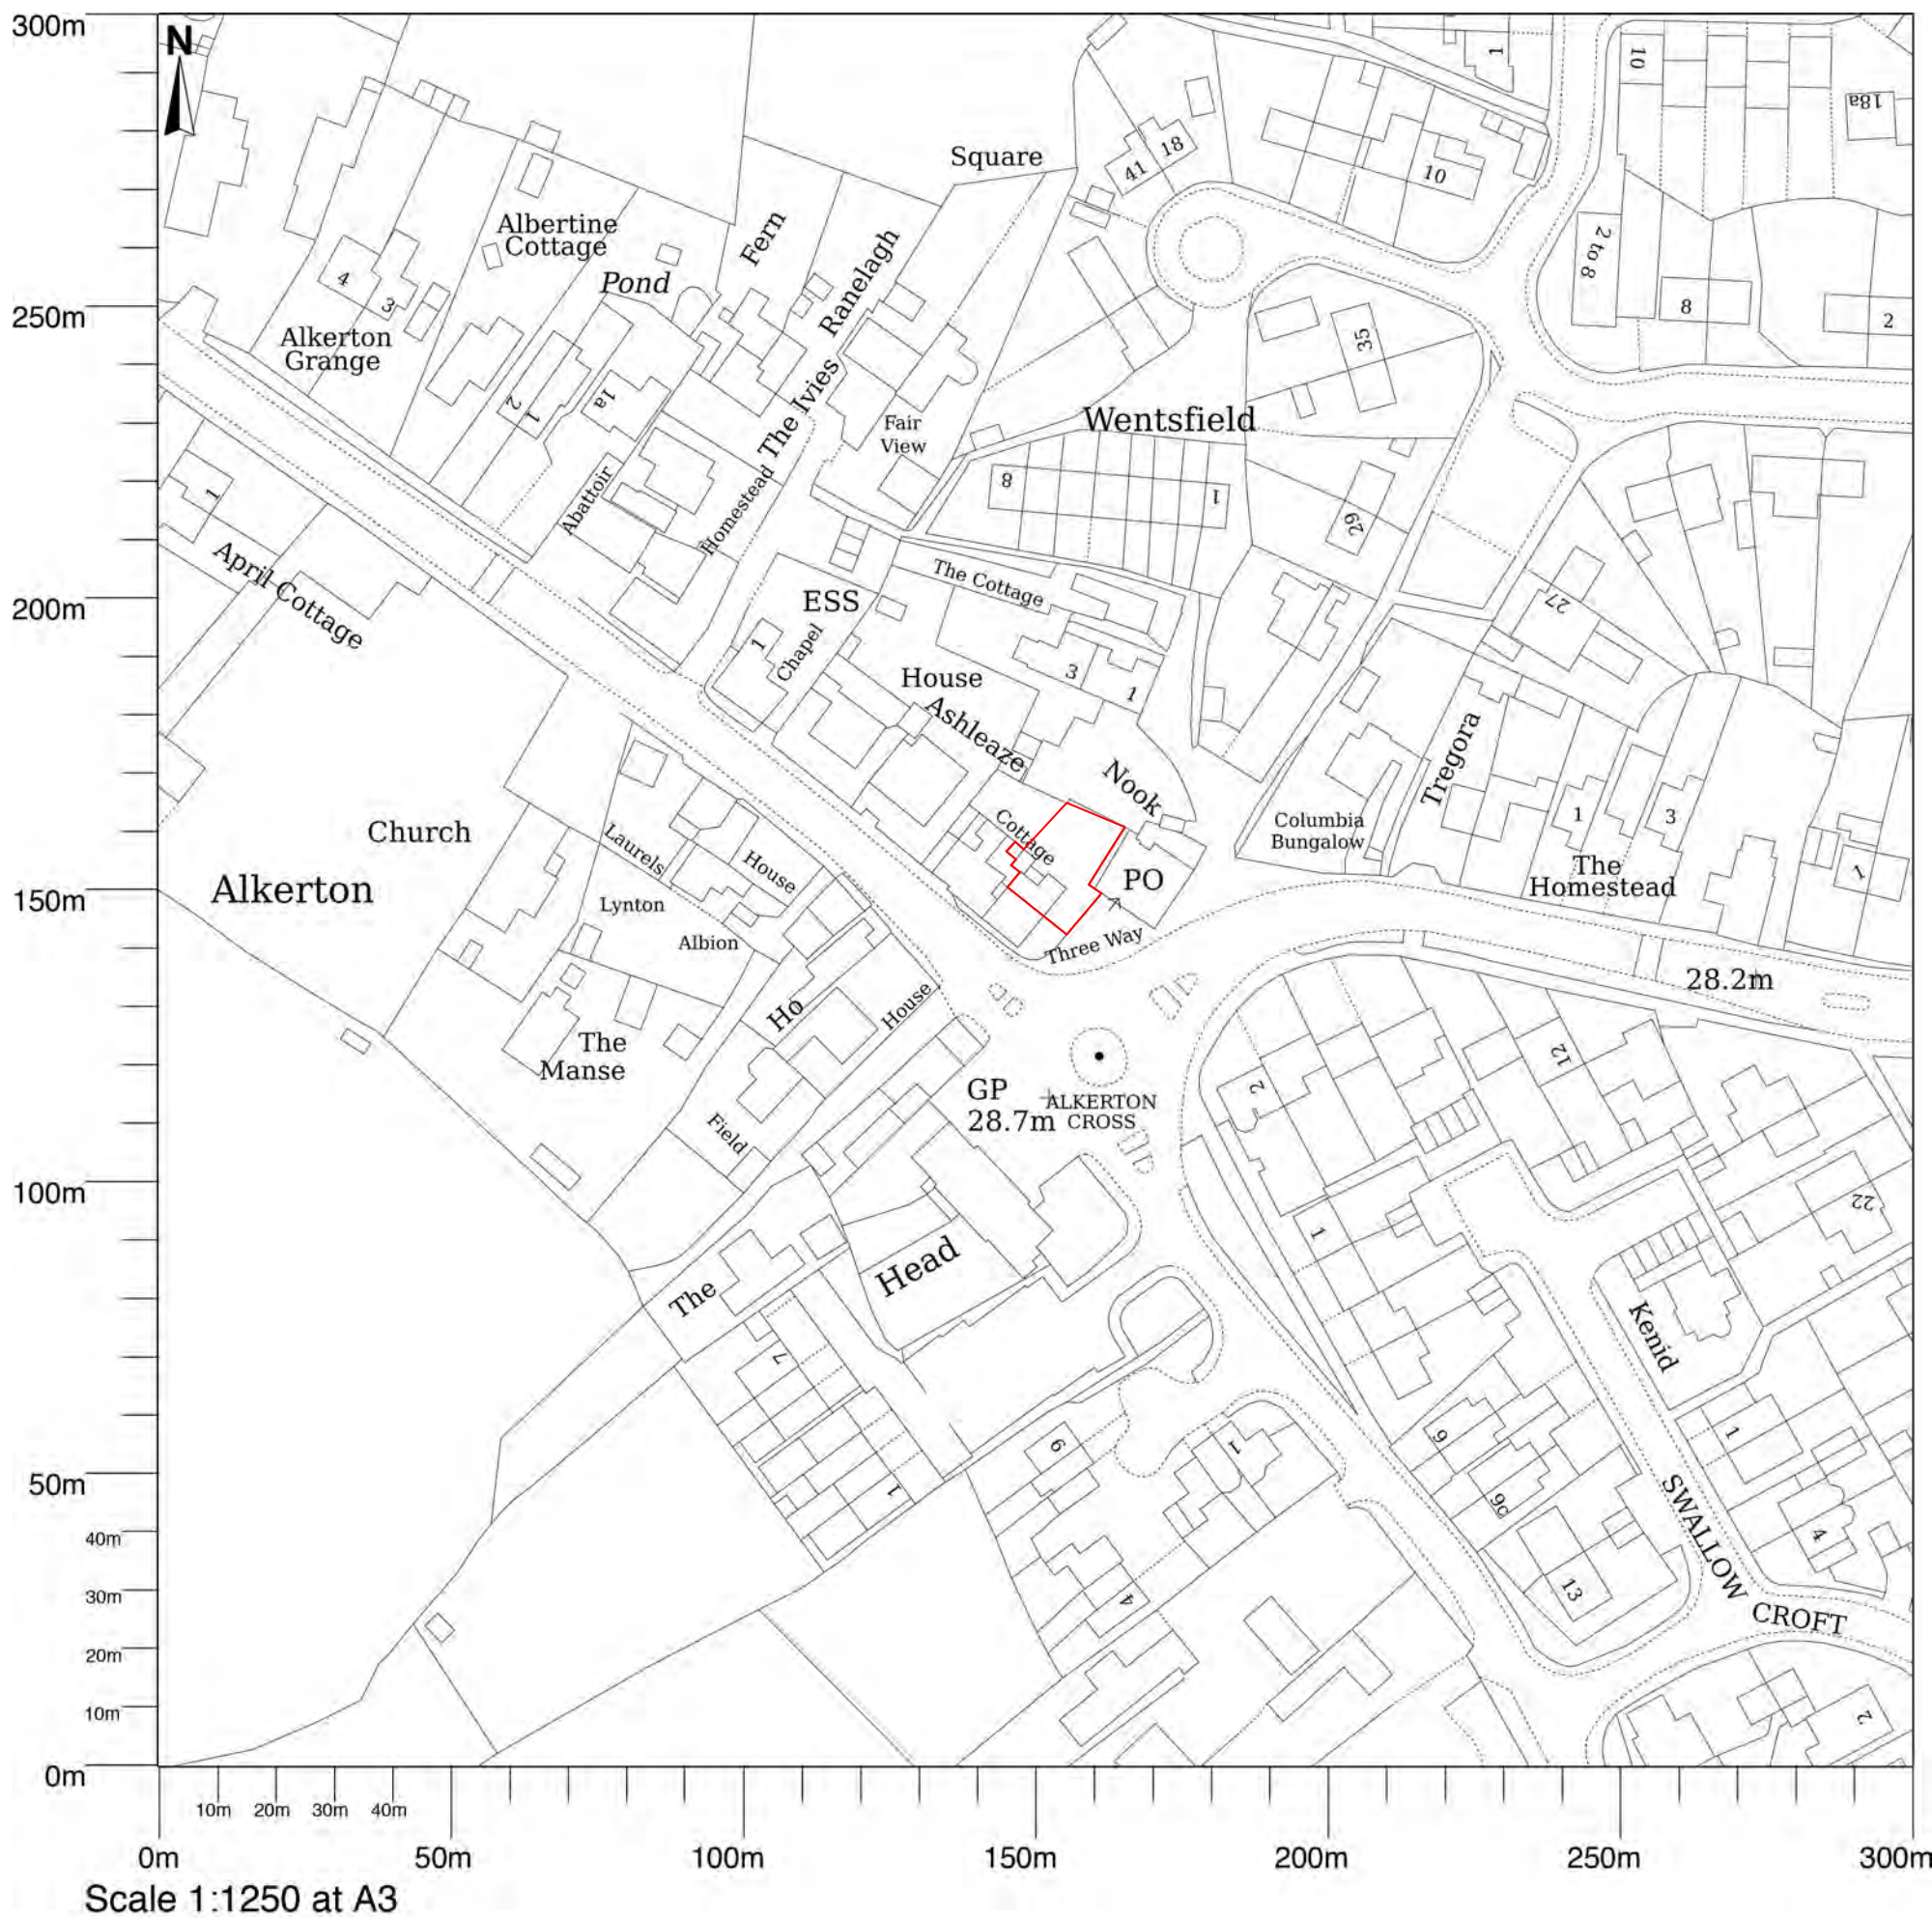 300m
N
1
10
18a
Square
41
18
10
Albertine
Cottage
Fern
Ranelagh
2 to 8
Pond
4
3
8
2
250m
Alkerton
Grange
35
2
1
1a
The Ivies
Fair
View
Wentsfield
8
1
1
Abattoir
Homestead
29
April Cottage
The Cottage
ESS
27
200m
1
Chapel
3
1
House
Ashleaze
Nook
Tregora
Cottage
Columbia
Bungalow
1
3
Church
Laurels
House
PO
The
Homestead
1
Alkerton
150m
Lynton
Albion
Three Way
28.2m
Ho
House
The
Manse
12
2
GP
28.7m
ALKERTON
CROSS
Field
100m
22
1
Head
The
Kenid
7
1
9
1
6
1
50m
9c
SWALLOW
CROFT
4
40m
4
13
30m
20m
10m
2
0m
10m 20m 30m 40m
0m 50m 100m 150m 200m 250m 300m
Scale 1:1250 at A3